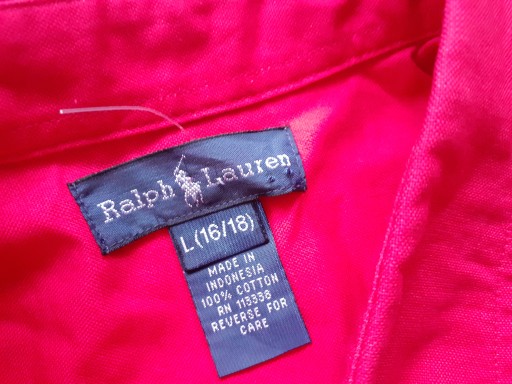 Ralph Lauren
L (16/18)
MADE IN
INDONESIA
100% COTTON
RN 113338
REVERSE FOR
CARE